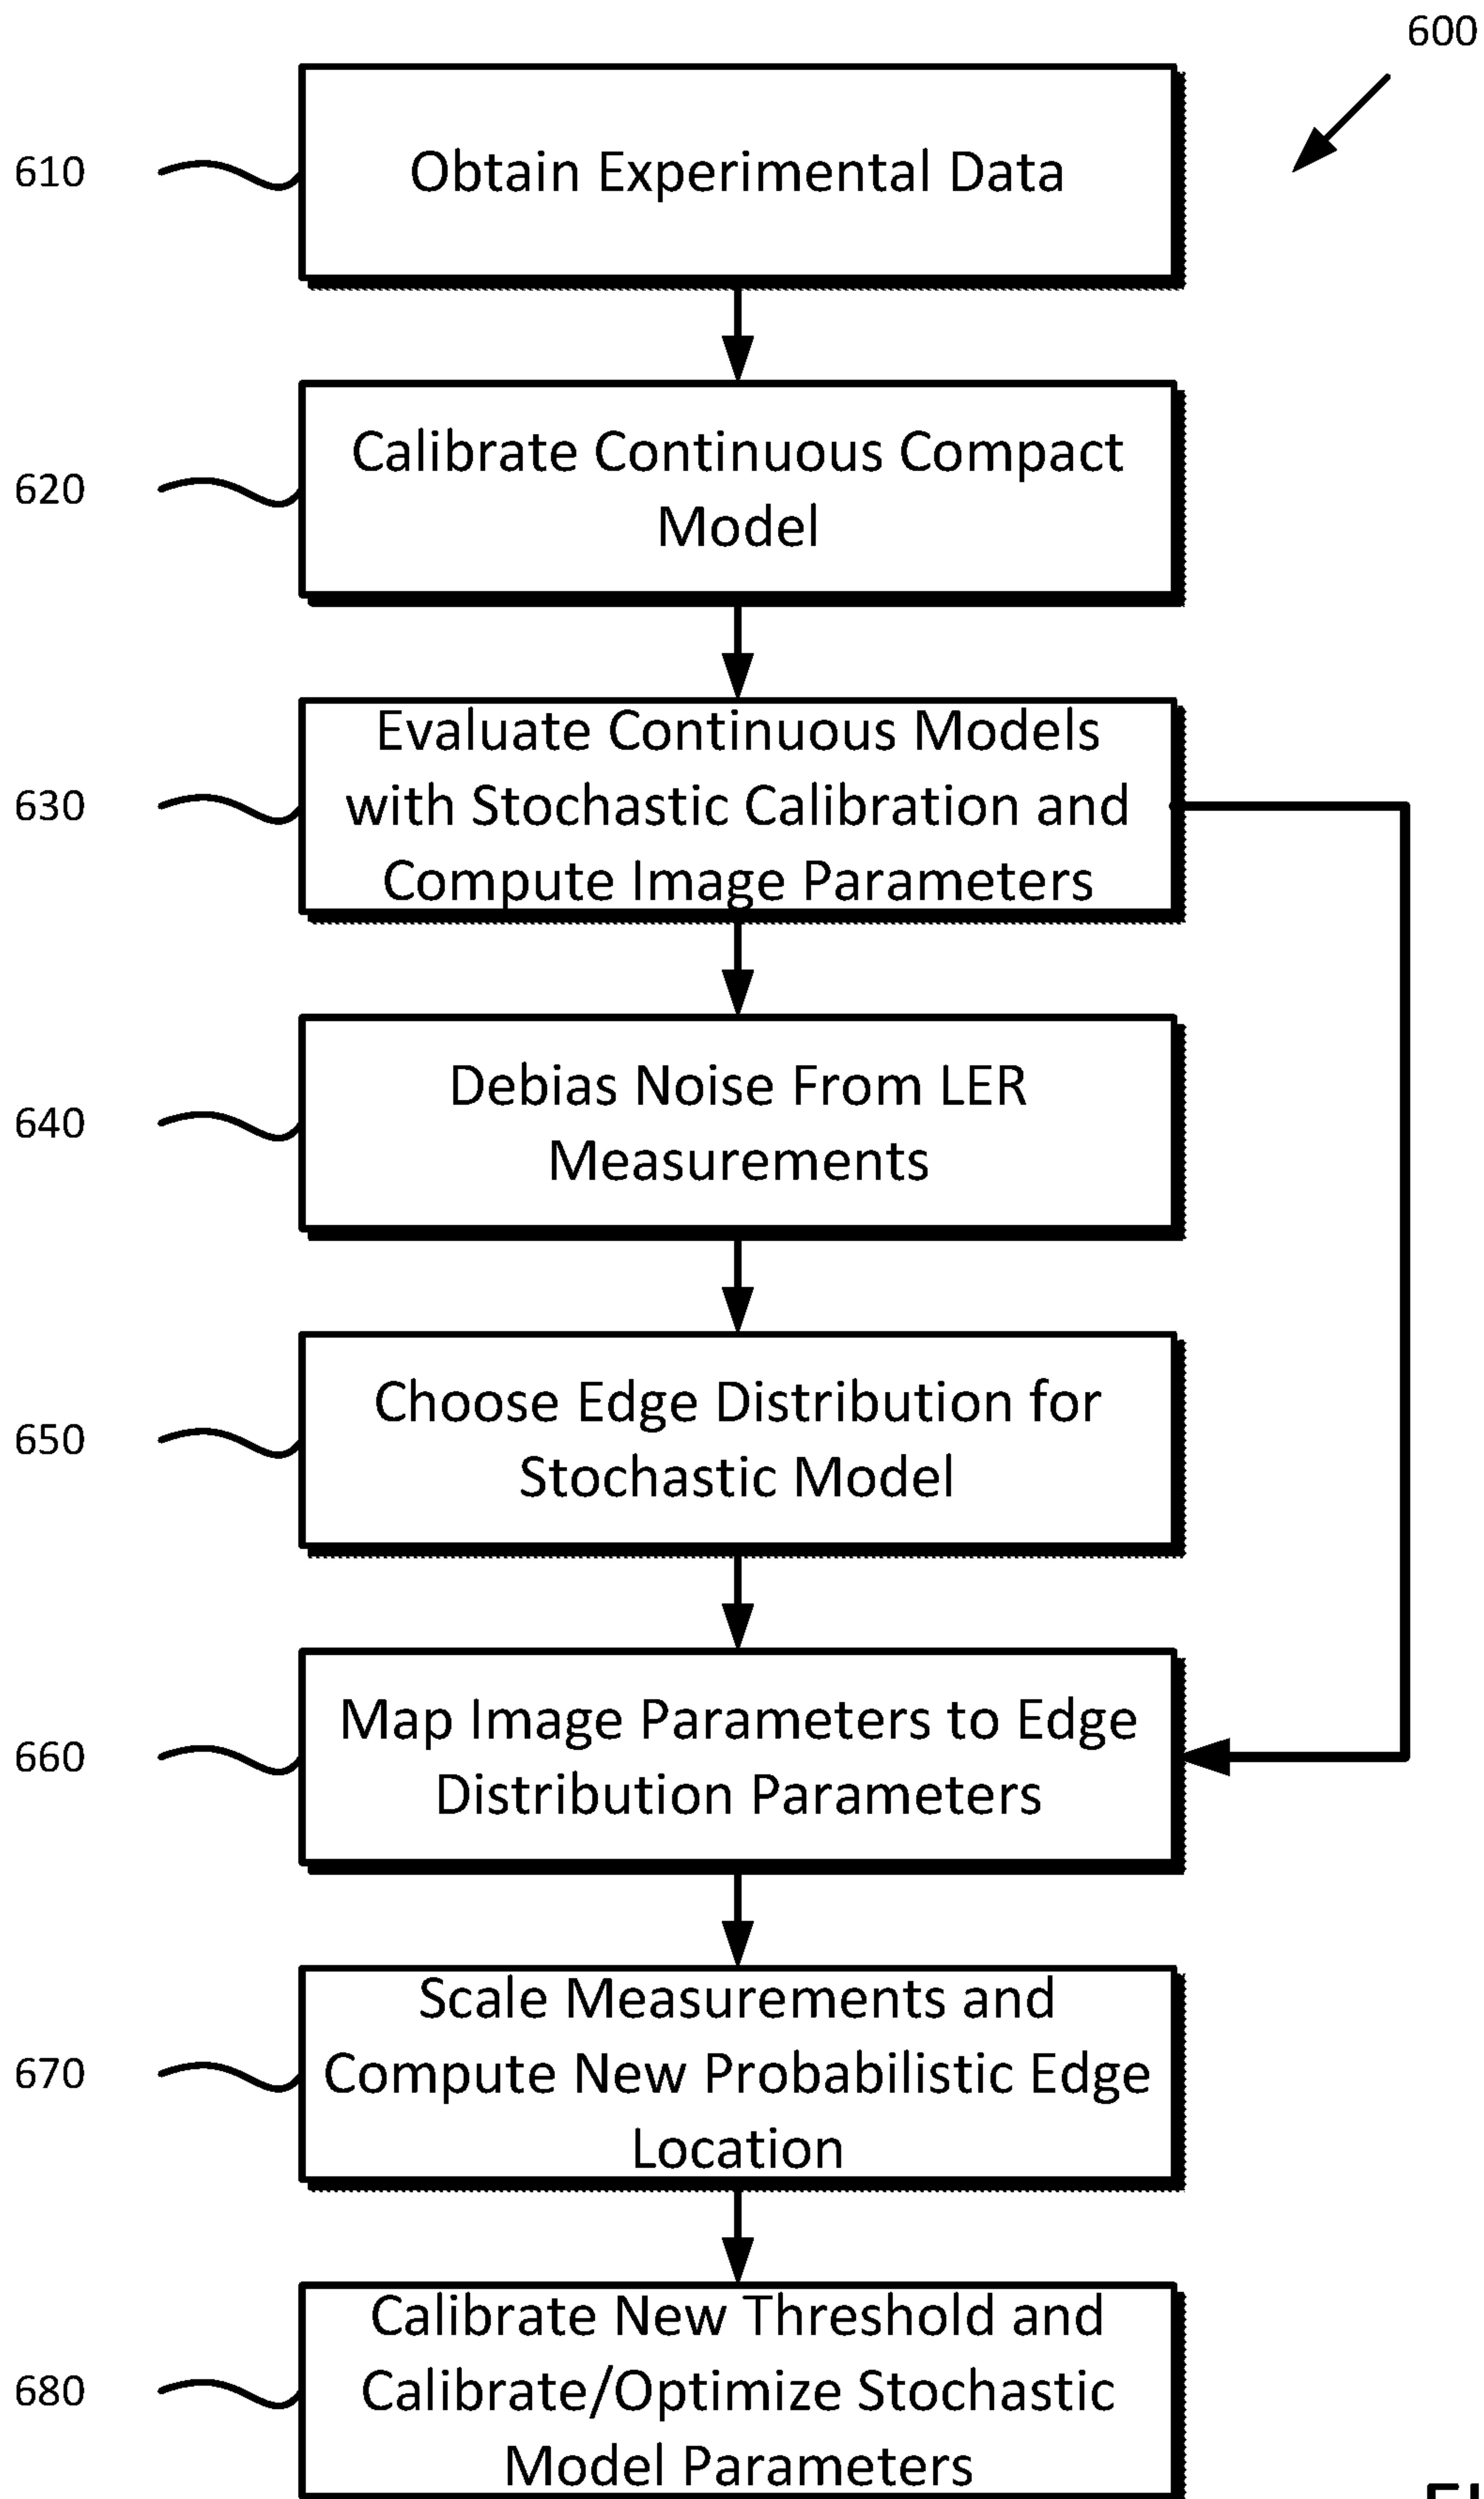 600
610
Obtain Experimental Data
620
Calibrate Continuous Compact
Model
630
Evaluate Continuous Models
with Stochastic Calibration and
Compute Image Parameters
640
Debias Noise From LER
Measurements
650
Choose Edge Distribution for
Stochastic Model
660
Map Image Parameters to Edge
Distribution Parameters
670
Scale Measurements and
Compute New Probabilistic Edge
Location
680
Calibrate New Threshold and
Calibrate/Optimize Stochastic
Model Parameters